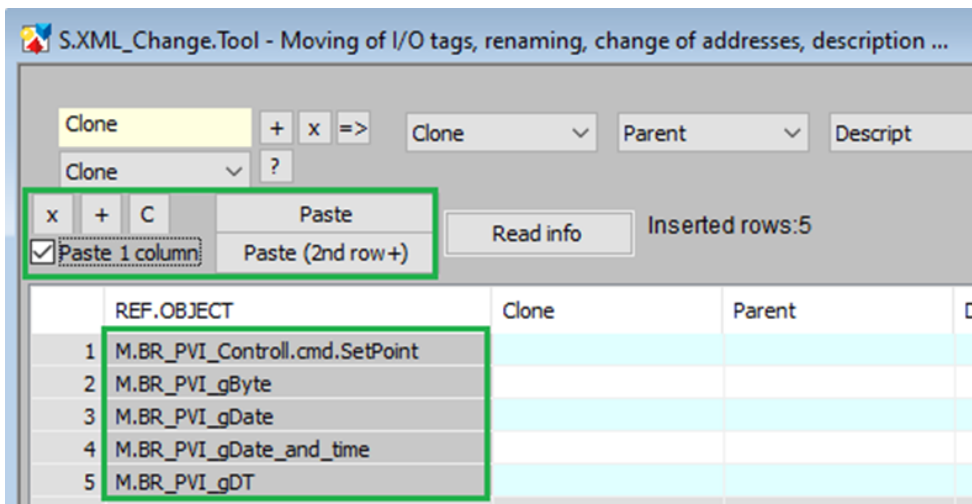 S.XML_Change.Tool - Moving of I/O tags, renaming, change of addresses, description ...
Clone + x => Clone Parent Descript
Clone ?
x + C Paste
Paste 1 column Paste (2nd row+) Read info Inserted rows:5
REF.OBJECT Clone Parent
1 M.BR_PVI_Controll.cmd.SetPoint
2 M.BR_PVI_gByte
3 M.BR_PVI_gDate
4 M.BR_PVI_gDate_and_time
5 M.BR_PVI_gDT